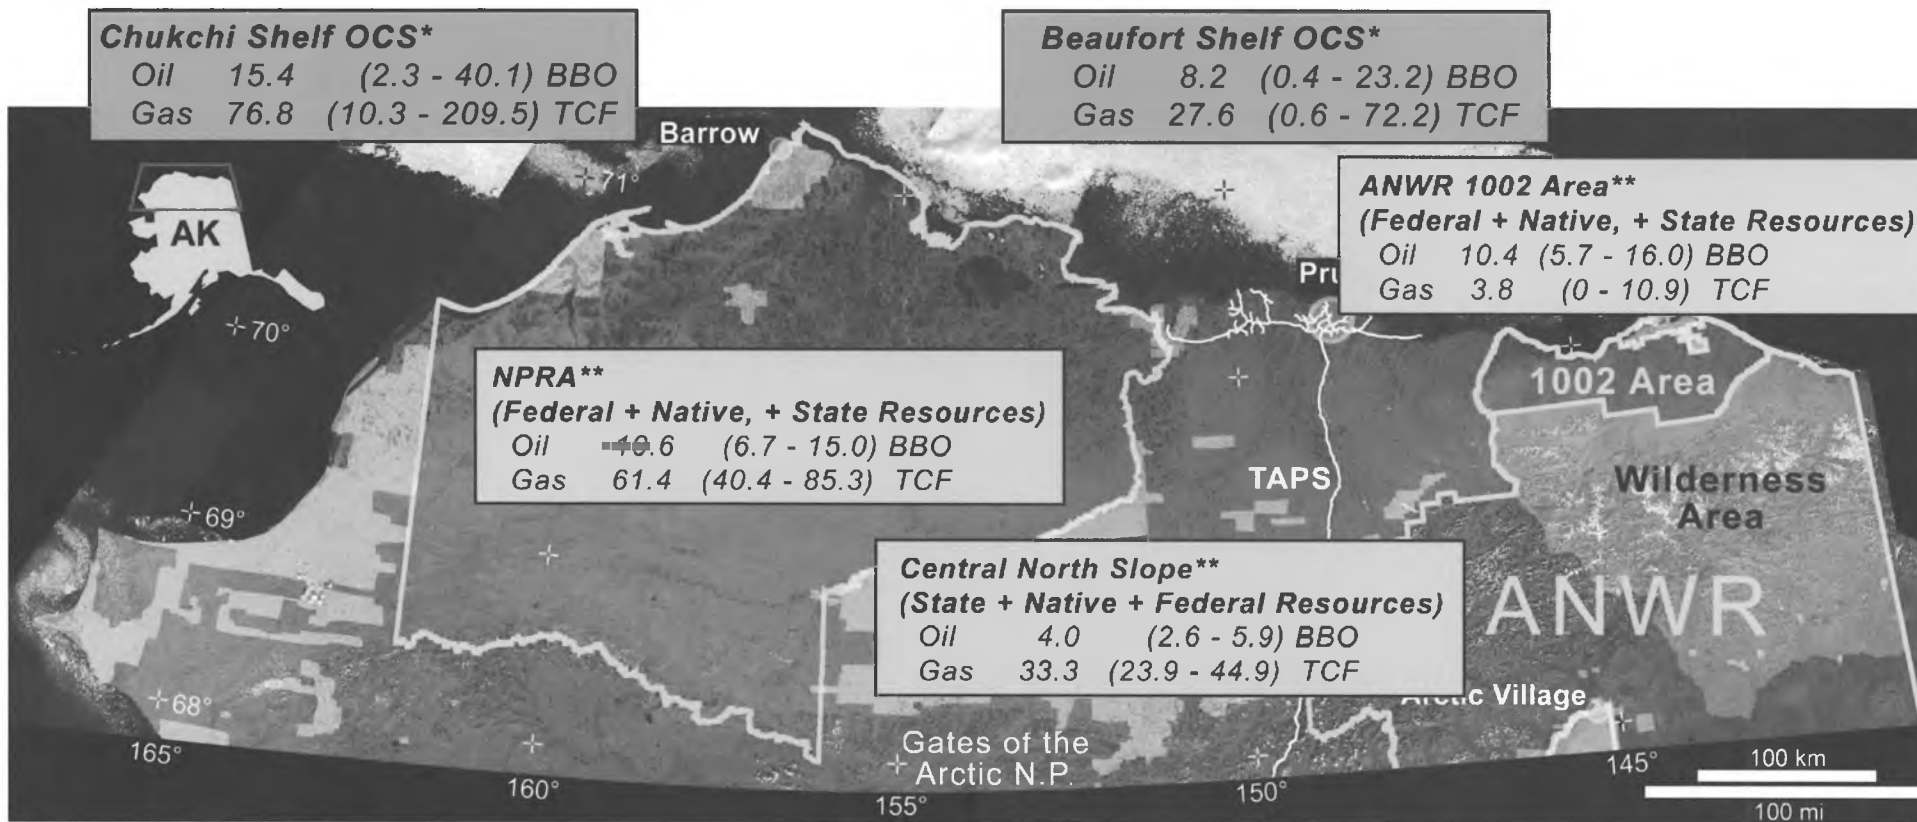 Chukchi Shelf OCS*
Oil 15.4 (2.3 - 40.1) BBO
Gas 76.8 (10.3 - 209.5) TCF
Beaufort Shelf OCS*
Oil 8.2 (0.4 - 23.2) BBO
Gas 27.6 (0.6 - 72.2) TCF
Barrow
71°
ANWR 1002 Area**
(Federal + Native, + State Resources)
Oil 10.4 (5.7 - 16.0) BBO
Gas 3.8 (0 - 10.9) TCF
AK
Pru
70°
NPRA**
(Federal + Native, + State Resources)
Oil 10.6 (6.7 - 15.0) BBO
Gas 61.4 (40.4 - 85.3) TCF
1002 Area
TAPS
Wilderness
Area
69°
Central North Slope**
(State + Native + Federal Resources)
Oil 4.0 (2.6 - 5.9) BBO
Gas 33.3 (23.9 - 44.9) TCF
ANWR
68°
Arctic Village
Gates of the
Arctic N.P.
165°
160°
155°
150°
145°
100 km
100 mi